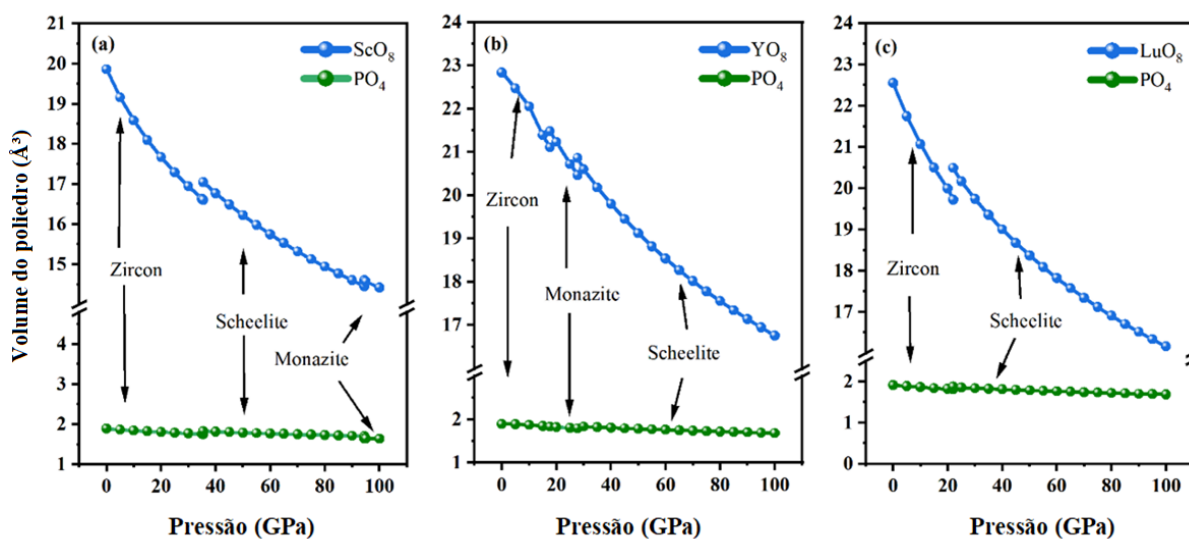 Volume do poliedro (Å³)
(a)
ScO₈
PO₄
21
20
19
18
17
16
15
14
4
3
2
1
Zircon
Scheelite
Monazite
0 20 40 60 80 100
Pressão (GPa)
(b)
YO₈
PO₄
24
23
22
21
20
19
18
17
2
1
Zircon
Monazite
Scheelite
0 20 40 60 80 100
Pressão (GPa)
(c)
LuO₈
PO₄
24
23
22
21
20
19
18
17
2
1
0
Zircon
Scheelite
0 20 40 60 80 100
Pressão (GPa)